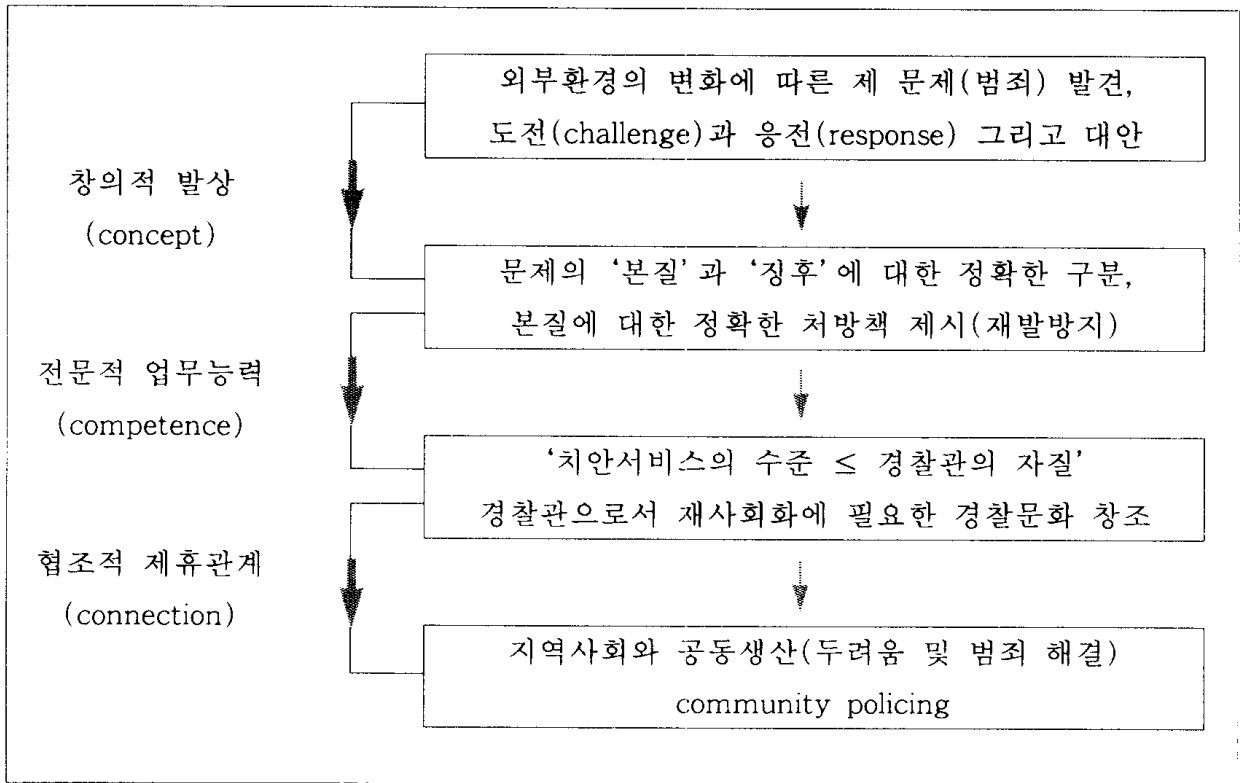 외부환경의 변화에 따른 제 문제(범죄) 발견,
도전(challenge)과 응전(response) 그리고 대안
창의적 발상
(concept)
문제의 ‘본질’과 ‘징후’에 대한 정확한 구분,
본질에 대한 정확한 처방책 제시(재발방지)
전문적 업무능력
(competence)
‘치안서비스의 수준 ≤ 경찰관의 자질’
경찰관으로서 재사회화에 필요한 경찰문화 창조
협조적 제휴관계
(connection)
지역사회와 공동생산(두려움 및 범죄 해결)
community policing